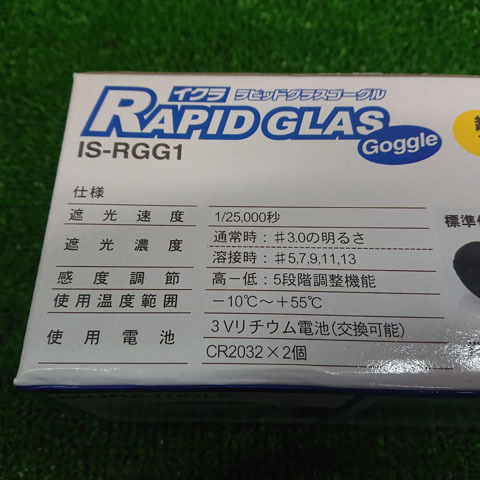 イクラ ラピッドグラスゴーグル
RAPID GLAS Goggle
IS-RGG1
仕様
遮光速度 1/25,000秒
遮光濃度 通常時：♯3.0の明るさ
溶接時：♯5,7,9,11,13
感度調節 高－低：5段階調整機能
使用温度範囲 －10℃～＋55℃
使用電池 3Vリチウム電池(交換可能)
CR2032×2個
標準